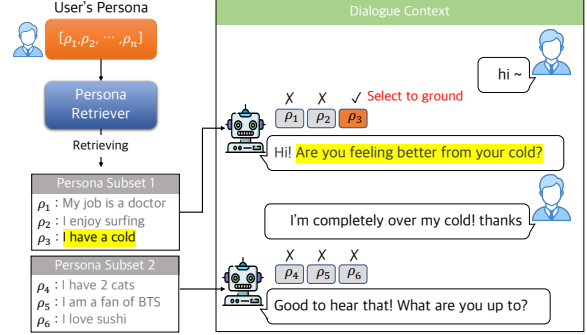 User's Persona
[ρ1,ρ2, ⋯ ,ρn]
Persona
Retriever
Retrieving
Persona Subset 1
ρ1 : My job is a doctor
ρ2 : I enjoy surfing
ρ3 : I have a cold
Persona Subset 2
ρ4 : I have 2 cats
ρ5 : I am a fan of BTS
ρ6 : I love sushi
Dialogue Context
hi ~
✗ ✗ ✓ Select to ground
ρ1 ρ2 ρ3
Hi! Are you feeling better from your cold?
I'm completely over my cold! thanks
✗ ✗ ✗
ρ4 ρ5 ρ6
Good to hear that! What are you up to?